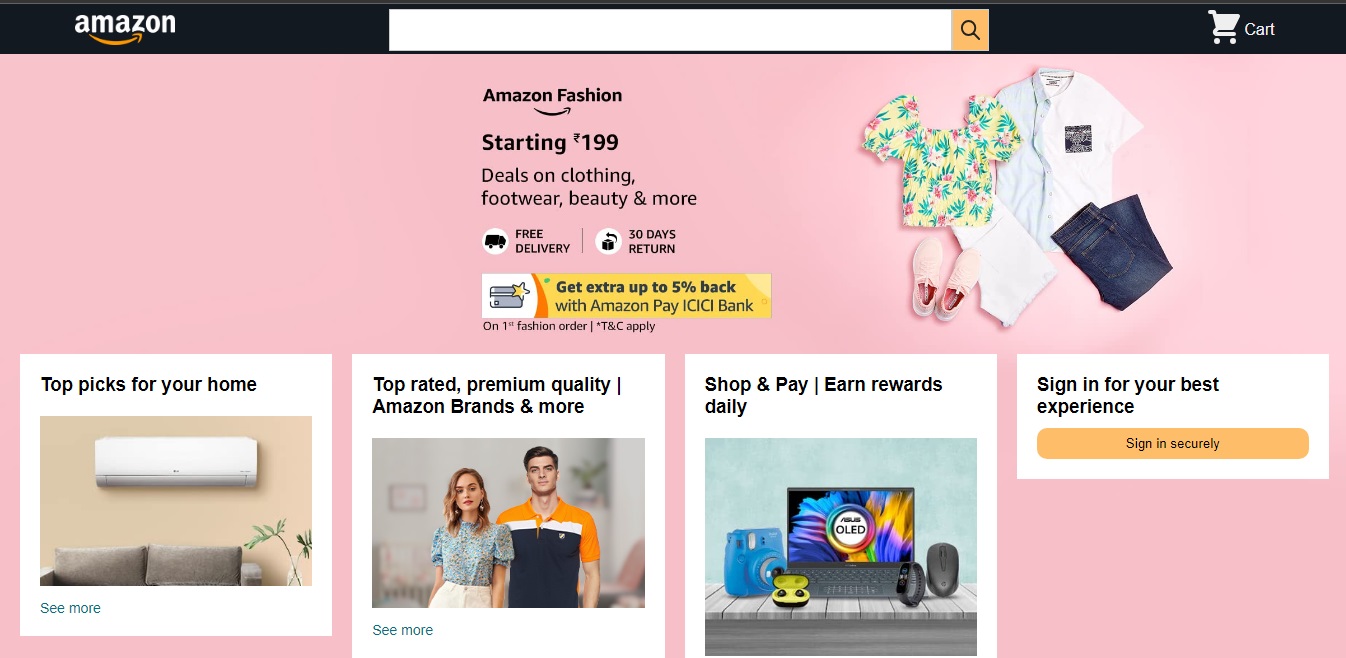 amazon
Cart
Amazon Fashion
Starting ₹199
Deals on clothing,
footwear, beauty & more
FREE
DELIVERY
30 DAYS
RETURN
Get extra up to 5% back
with Amazon Pay ICICI Bank
On 1st fashion order | *T&C apply
Top picks for your home
LG
See more
Top rated, premium quality |
Amazon Brands & more
See more
Shop & Pay | Earn rewards
daily
ASUS
OLED
Sign in for your best
experience
Sign in securely